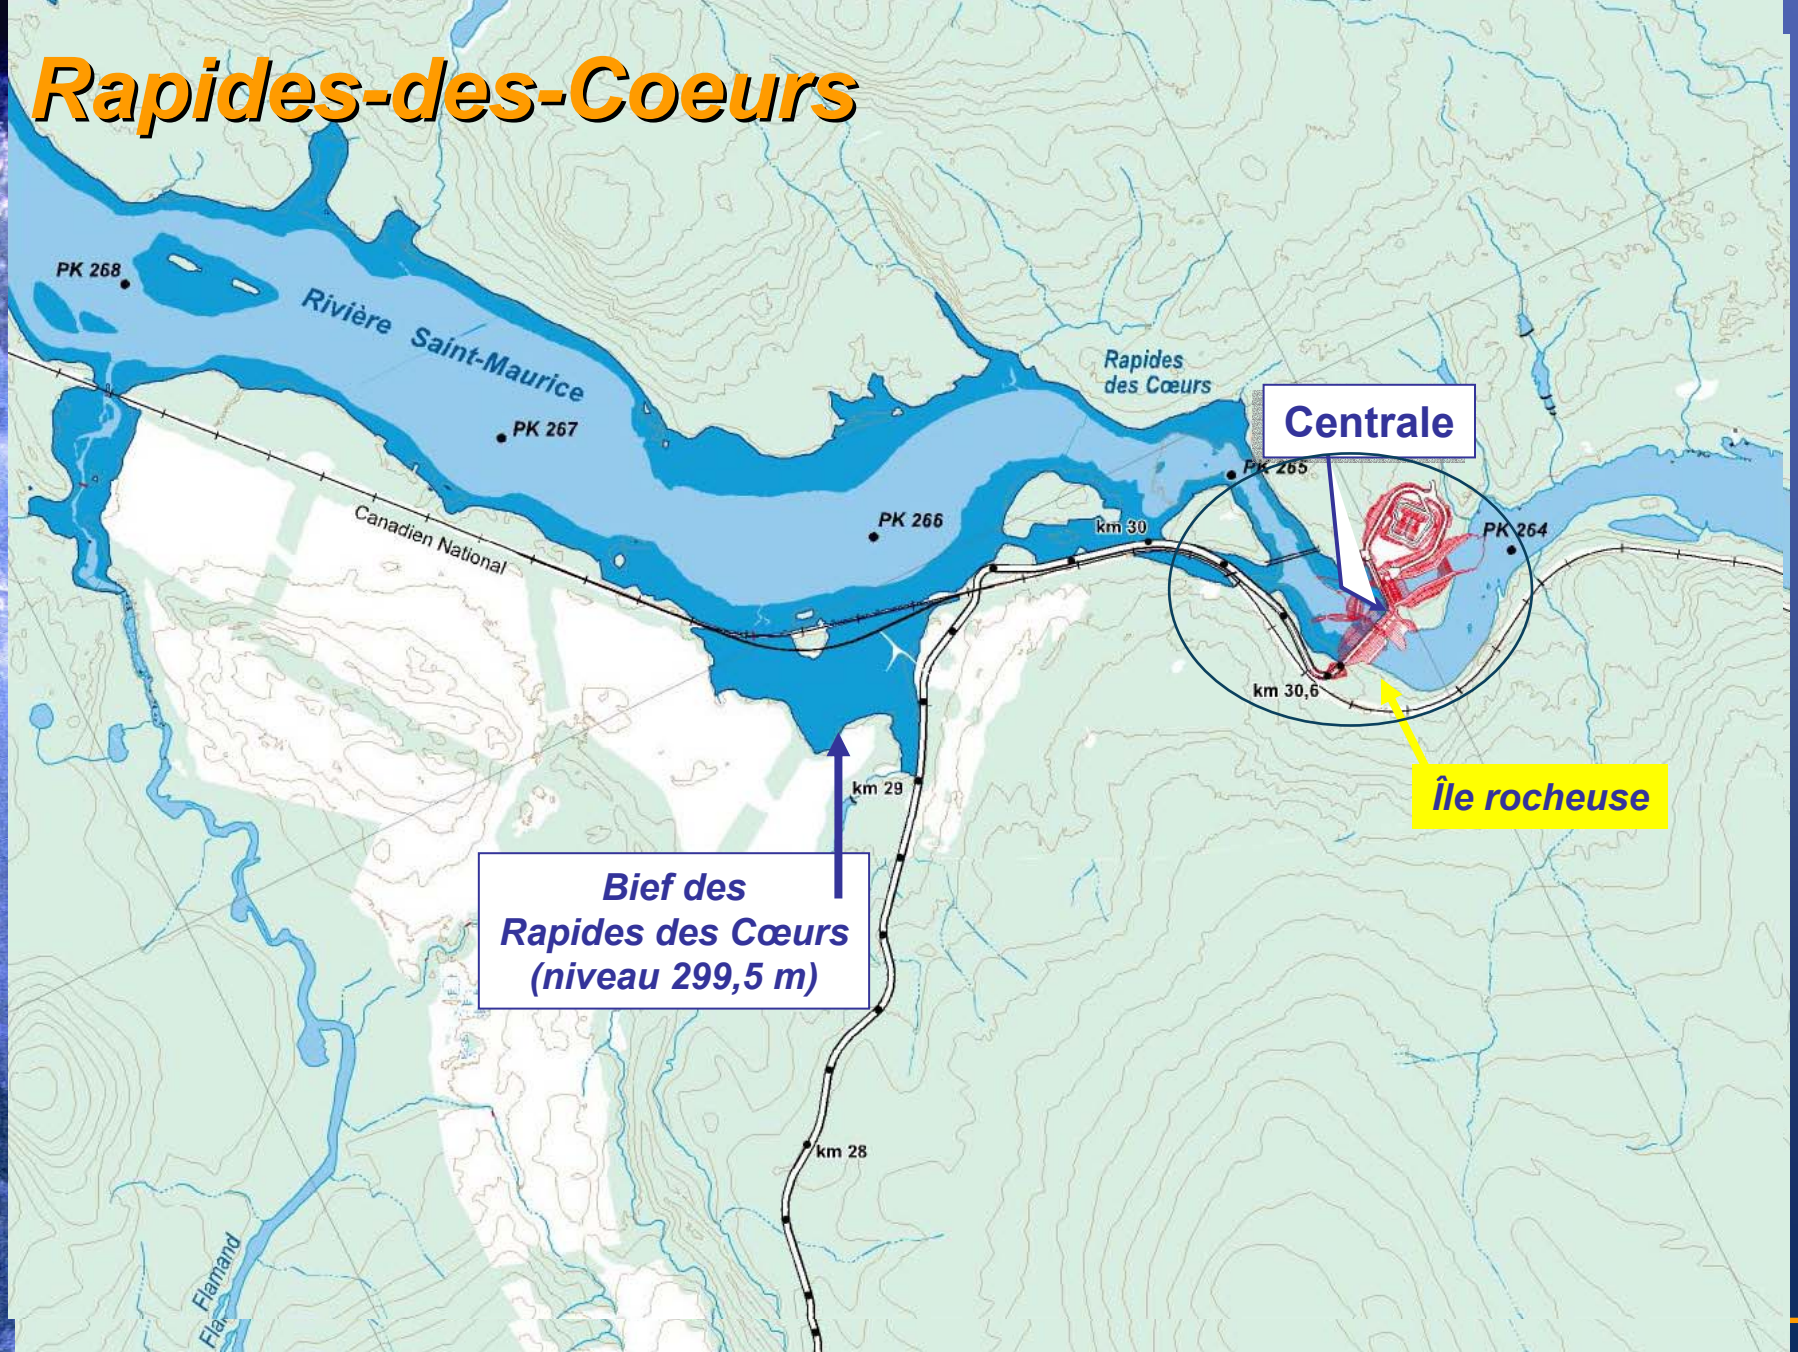 Rapides-des-Coeurs
PK 268
Rivière Saint-Maurice
PK 267
Rapides
des Cœurs
Centrale
PK 265
PK 266
km 30
PK 264
Canadien National
km 30,6
km 29
Île rocheuse
Bief des
Rapides des Cœurs
(niveau 299,5 m)
km 28
Flamand